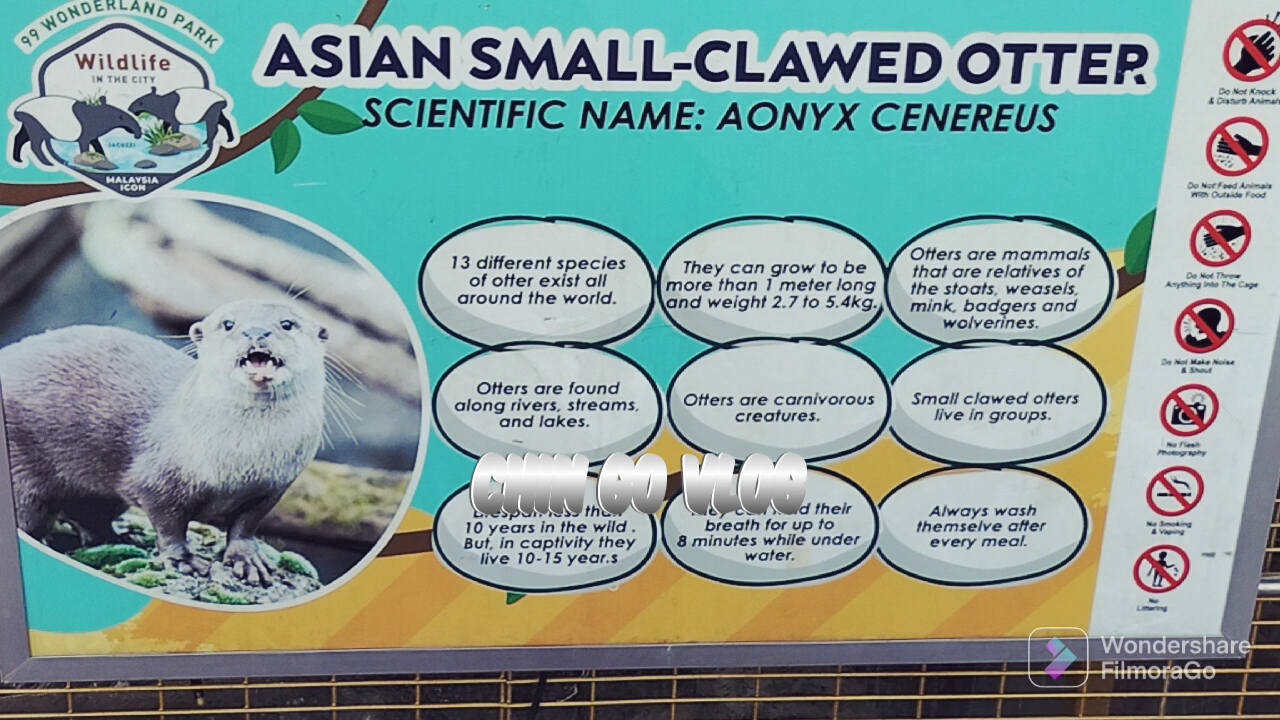 99 WONDERLAND PARK
Wildlife
IN THE CITY
MALAYSIA
ICON
ASIAN SMALL-CLAWED OTTER
SCIENTIFIC NAME: AONYX CENEREUS
13 different species
of otter exist all
around the world.
They can grow to be
more than 1 meter long
and weight 2.7 to 5.4kg.
Otters are mammals
that are relatives of
the stoats, weasels,
mink, badgers and
wolverines.
Otters are found
along rivers, streams,
and lakes.
Otters are carnivorous
creatures.
Small clawed otters
live in groups.
CHIN GO VLOG
10 years in the wild .
But, in captivity they
live 10-15 year.s
their
breath for up to
8 minutes while under
water.
Always wash
themselve after
every meal.
Do Not Knock
& Disturb Animals
Do Not Feed Animals
With Outside Food
Do Not Throw
Anything Into The Cage
Do Not Make Noise
& Shout
No Flash
Photography
No Smoking
& Vaping
No
Littering
Wondershare
FilmoraGo